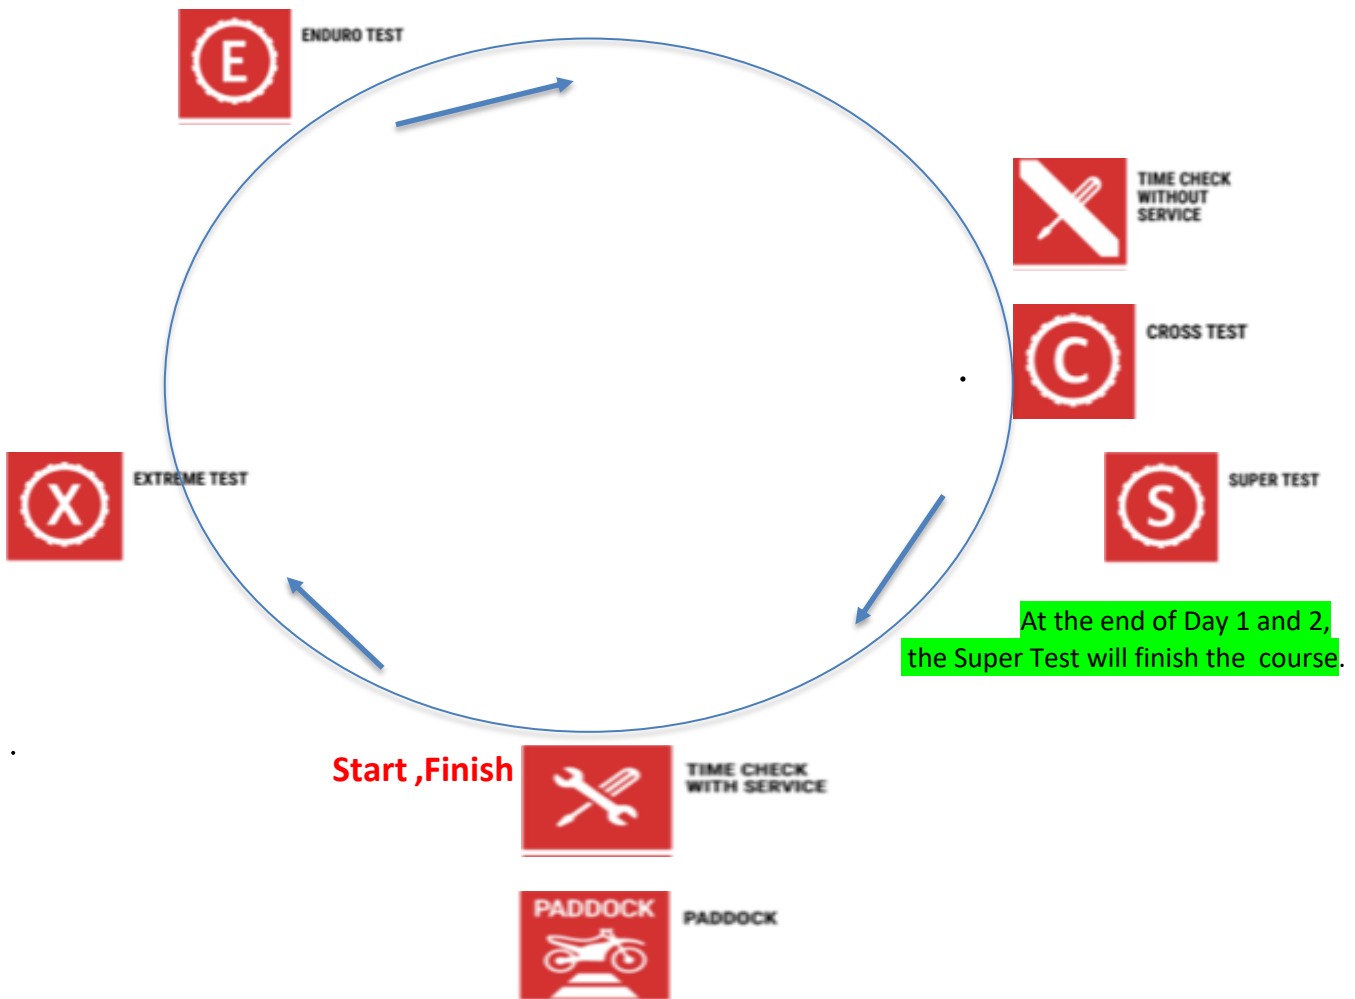 E
ENDURO TEST
TIME CHECK
WITHOUT
SERVICE
C
CROSS TEST
X
EXTREME TEST
S
SUPER TEST
At the end of Day 1 and 2,
the Super Test will finish the  course.
Start ,Finish
TIME CHECK
WITH SERVICE
PADDOCK
PADDOCK